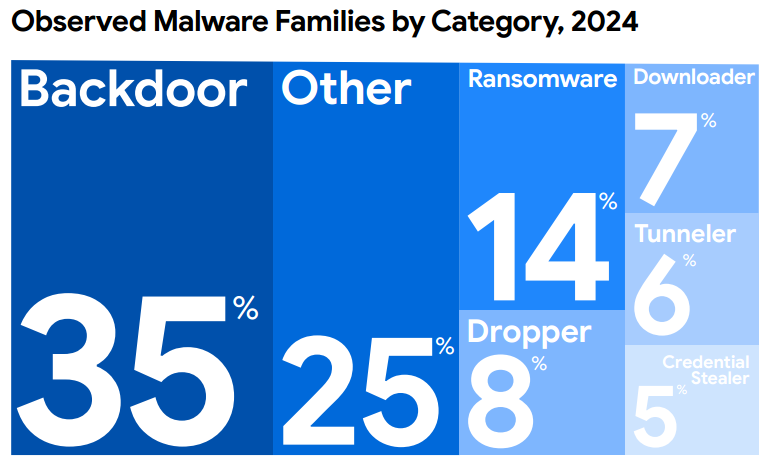 Observed Malware Families by Category, 2024
Backdoor
35%
Other
25%
Ransomware
14%
Dropper
8%
Downloader
7%
Tunneler
6%
Credential
Stealer
5%